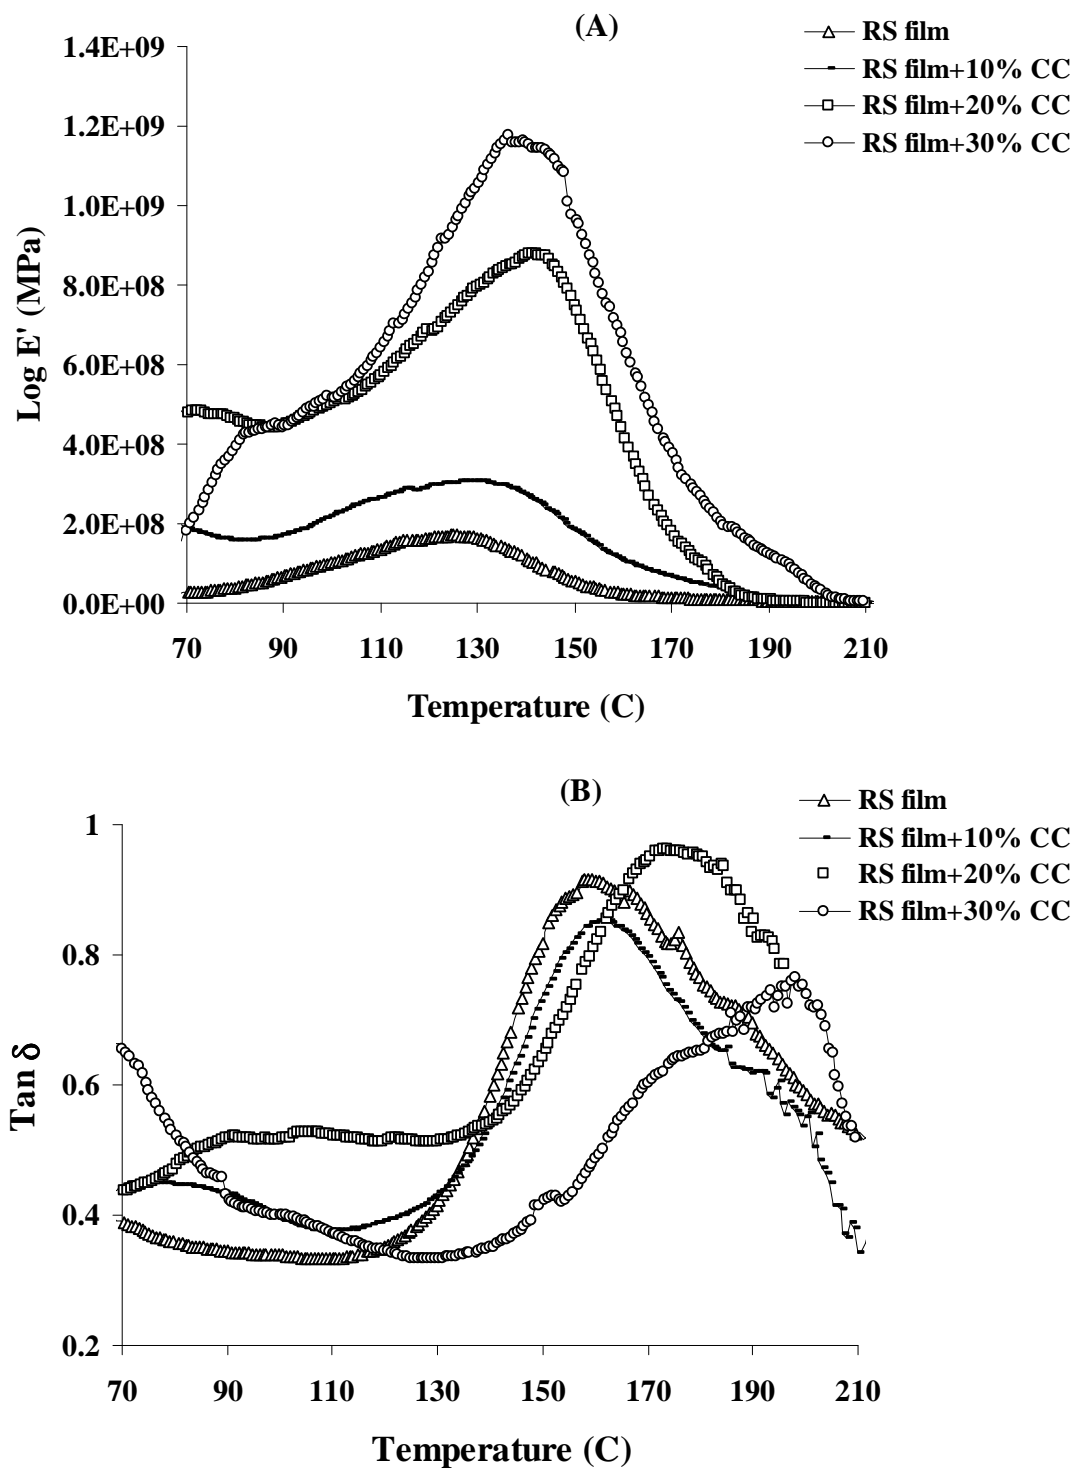 (A)
RS film
RS film+10% CC
RS film+20% CC
RS film+30% CC
1.4E+09
1.2E+09
1.0E+09
8.0E+08
6.0E+08
4.0E+08
2.0E+08
0.0E+00
Log E' (MPa)
70 90 110 130 150 170 190 210
Temperature (C)
(B)
RS film
RS film+10% CC
RS film+20% CC
RS film+30% CC
1
0.8
0.6
0.4
0.2
Tan δ
70 90 110 130 150 170 190 210
Temperature (C)